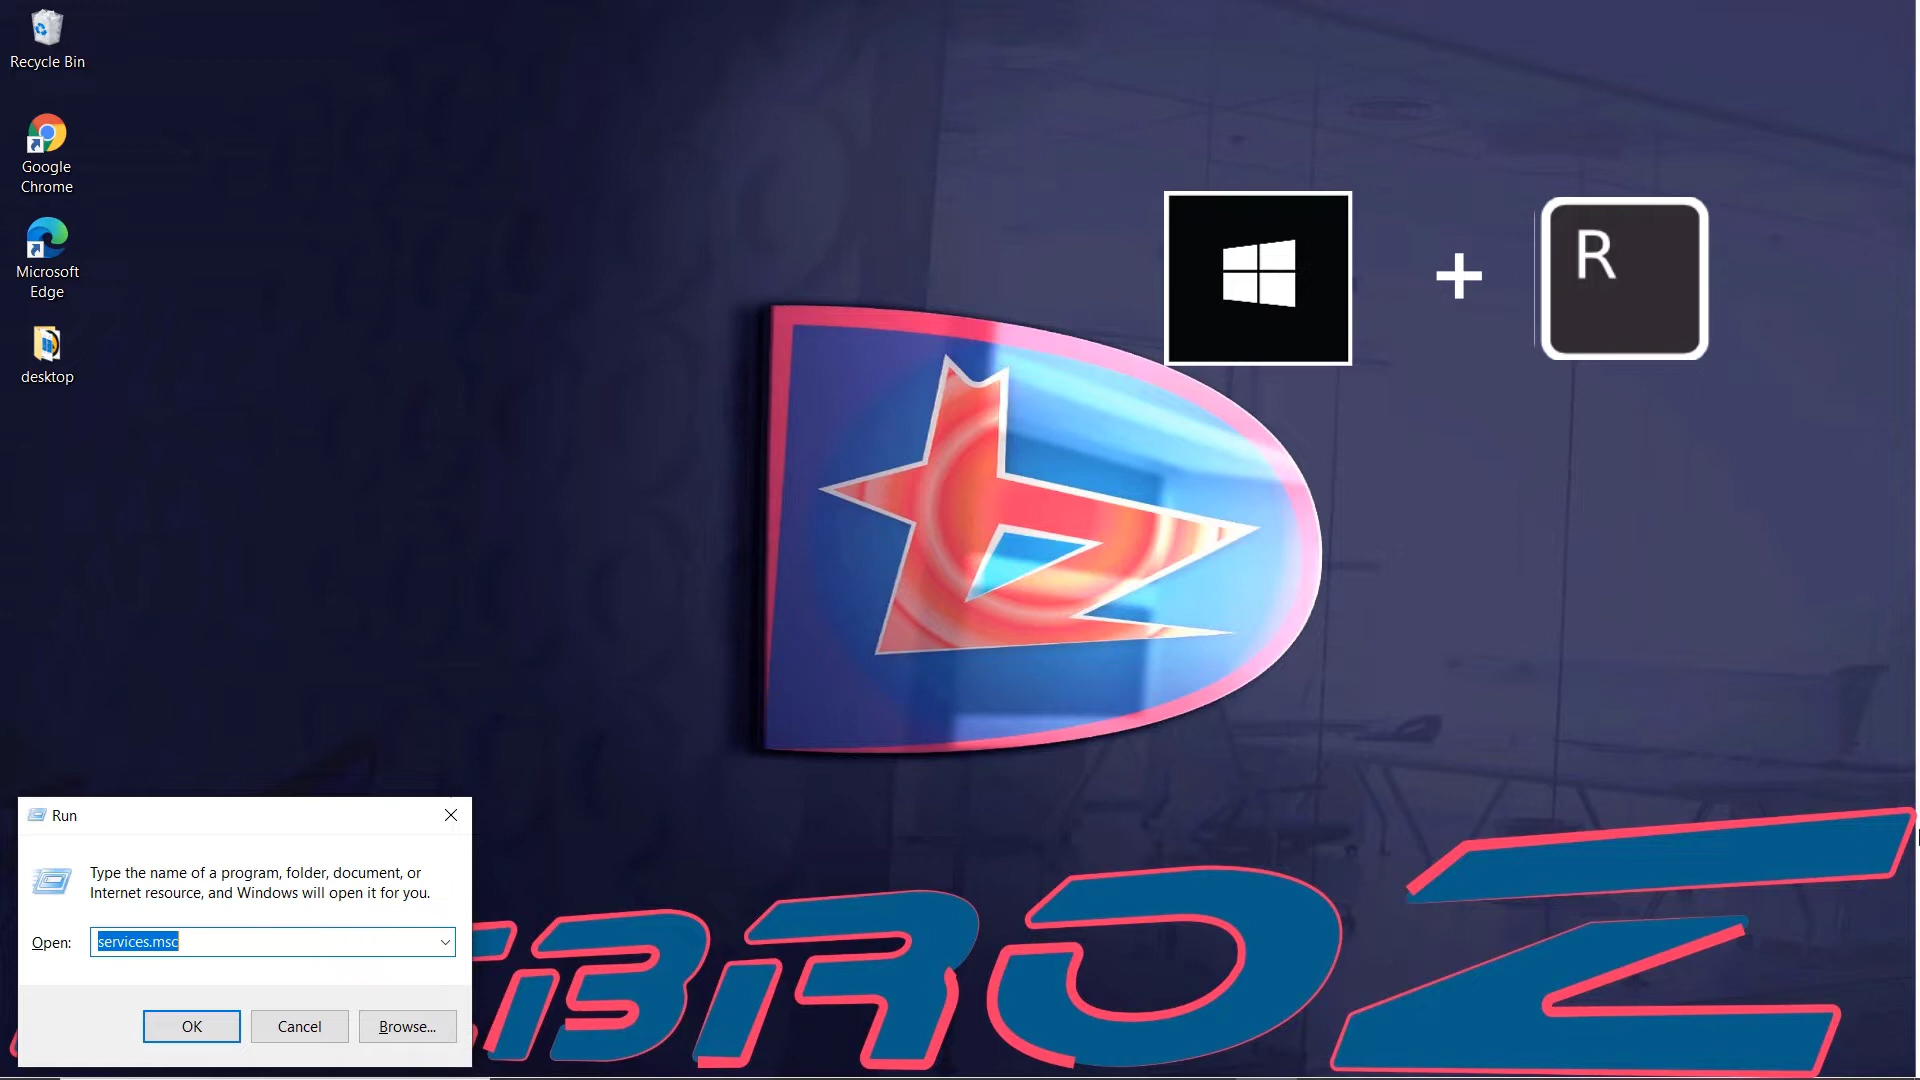 Recycle Bin
Google
Chrome
Microsoft
Edge
desktop
+
R
Run
Type the name of a program, folder, document, or
Internet resource, and Windows will open it for you.
Open:
services.msc
OK
Cancel
Browse...
BROZ